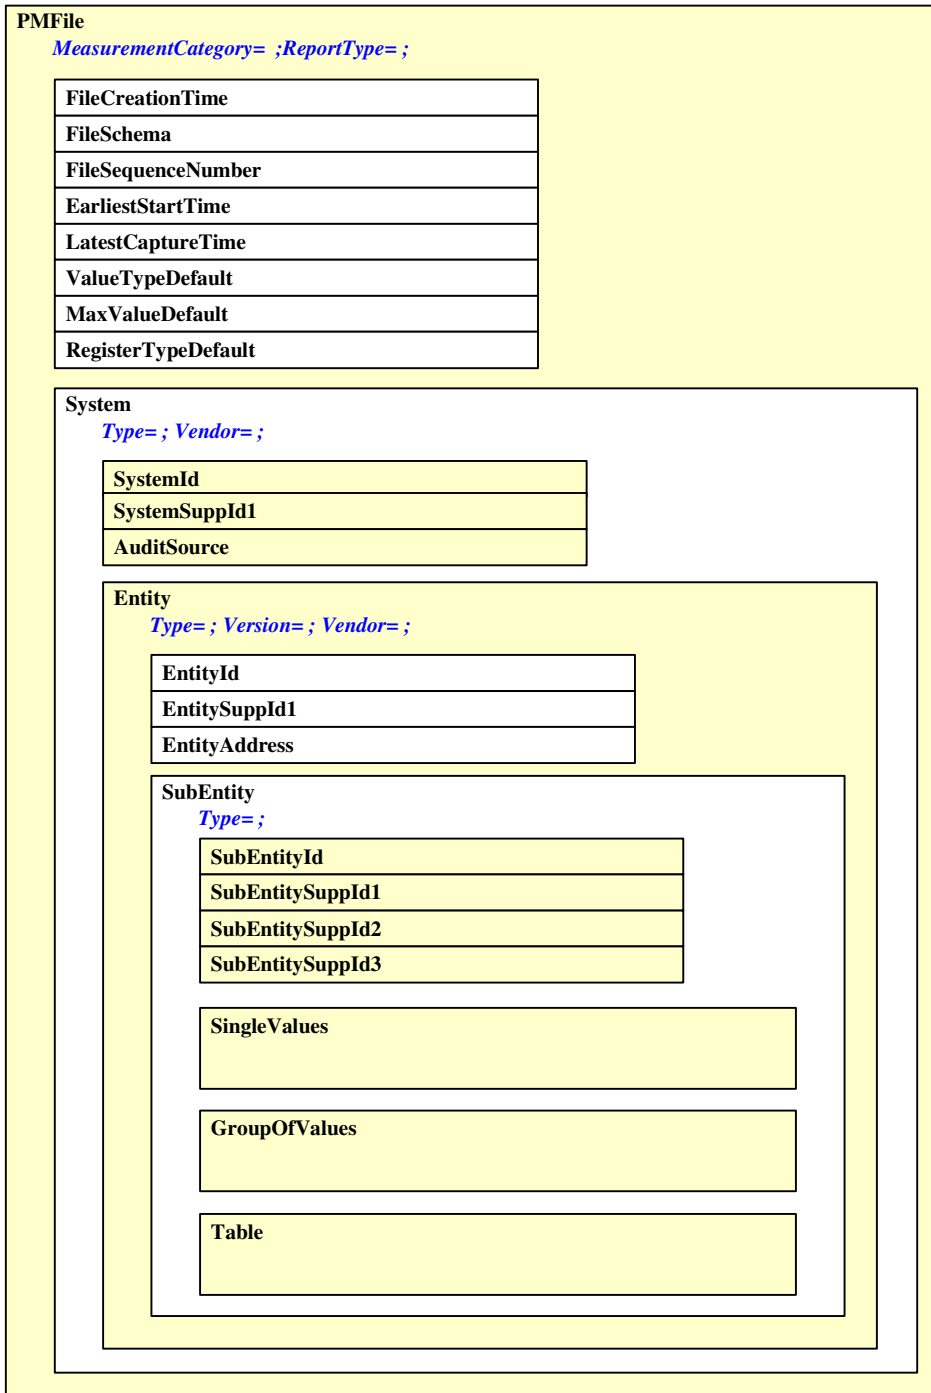 PMFile
MeasurementCategory=  ;ReportType= ;
FileCreationTime
FileSchema
FileSequenceNumber
EarliestStartTime
LatestCaptureTime
ValueTypeDefault
MaxValueDefault
RegisterTypeDefault
System
Type= ; Vendor= ;
SystemId
SystemSuppId1
AuditSource
Entity
Type= ; Version= ; Vendor= ;
EntityId
EntitySuppId1
EntityAddress
SubEntity
Type= ;
SubEntityId
SubEntitySuppId1
SubEntitySuppId2
SubEntitySuppId3
SingleValues
GroupOfValues
Table